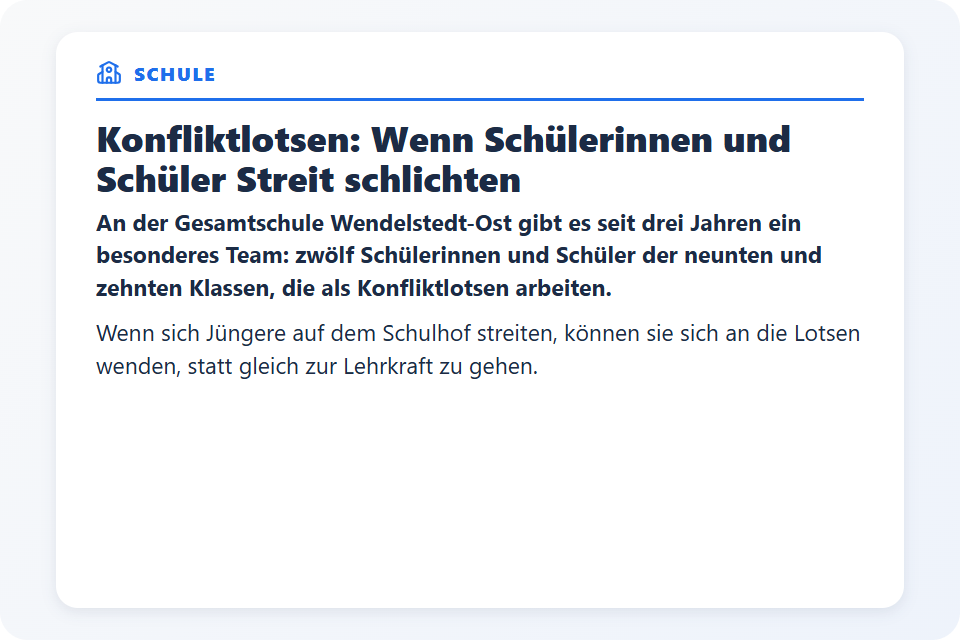 SCHULE
Konfliktlotsen: Wenn Schülerinnen und
Schüler Streit schlichten
An der Gesamtschule Wendelstedt-Ost gibt es seit drei Jahren ein
besonderes Team: zwölf Schülerinnen und Schüler der neunten und
zehnten Klassen, die als Konfliktlotsen arbeiten.
Wenn sich Jüngere auf dem Schulhof streiten, können sie sich an die Lotsen
wenden, statt gleich zur Lehrkraft zu gehen.